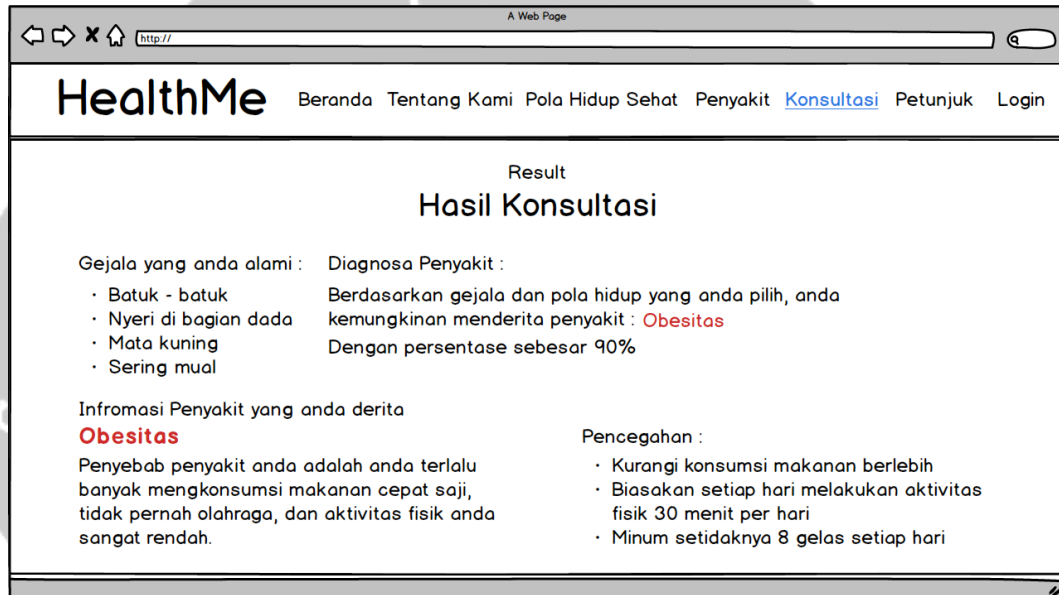 A Web Page
http://
HealthMe
Beranda Tentang Kami Pola Hidup Sehat Penyakit Konsultasi Petunjuk Login
Result
Hasil Konsultasi
Gejala yang anda alami :
• Batuk - batuk
• Nyeri di bagian dada
• Mata kuning
• Sering mual
Diagnosa Penyakit :
Berdasarkan gejala dan pola hidup yang anda pilih, anda
kemungkinan menderita penyakit : Obesitas
Dengan persentase sebesar 90%
Infromasi Penyakit yang anda derita
Obesitas
Penyebab penyakit anda adalah anda terlalu
banyak mengkonsumsi makanan cepat saji,
tidak pernah olahraga, dan aktivitas fisik anda
sangat rendah.
Pencegahan :
• Kurangi konsumsi makanan berlebih
• Biasakan setiap hari melakukan aktivitas
fisik 30 menit per hari
• Minum setidaknya 8 gelas setiap hari